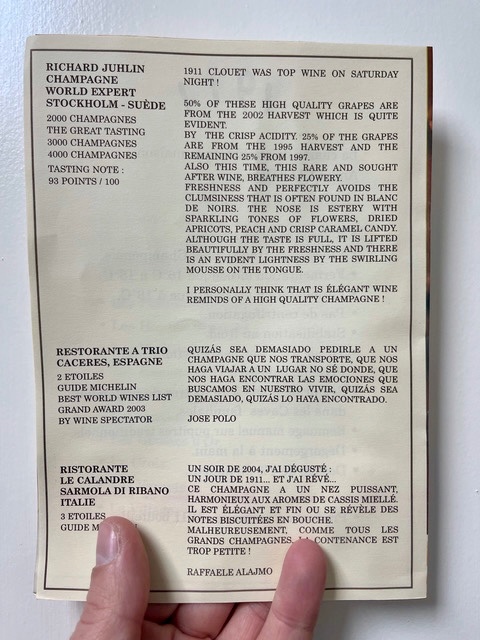 RICHARD JUHLIN
CHAMPAGNE
WORLD EXPERT
STOCKHOLM - SUÈDE
2000 CHAMPAGNES
THE GREAT TASTING
3000 CHAMPAGNES
4000 CHAMPAGNES
TASTING NOTE :
93 POINTS / 100
1911 CLOUET WAS TOP WINE ON SATURDAY
NIGHT !
50% OF THESE HIGH QUALITY GRAPES ARE
FROM THE 2002 HARVEST WHICH IS QUITE
EVIDENT.
BY THE CRISP ACIDITY. 25% OF THE GRAPES
ARE FROM THE 1995 HARVEST AND THE
REMAINING 25% FROM 1997.
ALSO THIS TIME, THIS RARE AND SOUGHT
AFTER WINE, BREATHES FLOWERY.
FRESHNESS AND PERFECTLY AVOIDS THE
CLUMSINESS THAT IS OFTEN FOUND IN BLANC
DE NOIRS. THE NOSE IS ESTERY WITH
SPARKLING TONES OF FLOWERS, DRIED
APRICOTS, PEACH AND CRISP CARAMEL CANDY.
ALTHOUGH THE TASTE IS FULL, IT IS LIFTED
BEAUTIFULLY BY THE FRESHNESS AND THERE
IS AN EVIDENT LIGHTNESS BY THE SWIRLING
MOUSSE ON THE TONGUE.
I PERSONALLY THINK THAT IS ÉLÉGANT WINE
REMINDS OF A HIGH QUALITY CHAMPAGNE !
RESTORANTE A TRIO
CACERES, ESPAGNE
2 ETOILES
GUIDE MICHELIN
BEST WORLD WINES LIST
GRAND AWARD 2003
BY WINE SPECTATOR
QUIZÁS SEA DEMASIADO PEDIRLE A UN
CHAMPAGNE QUE NOS TRANSPORTE, QUE NOS
HAGA VIAJAR A UN LUGAR NO SÉ DONDE, QUE
NOS HAGA ENCONTRAR LAS EMOCIONES QUE
BUSCAMOS EN NUESTRO VIVIR, QUIZÁS SEA
DEMASIADO, QUIZÁS LO HAYA ENCONTRADO.
JOSE POLO
RISTORANTE
LE CALANDRE
SARMOLA DI RIBANO
ITALIE
3 ETOILES
GUIDE
UN SOIR DE 2004, J'AI DÉGUSTÉ :
UN JOUR DE 1911... ET J'AI RÊVÉ...
CE CHAMPAGNE A UN NEZ PUISSANT,
HARMONIEUX AUX AROMES DE CASSIS MIELLÉ.
IL EST ÉLÉGANT ET FIN OU SE RÉVÈLE DES
NOTES BISCUITÉES EN BOUCHE.
MALHEUREUSEMENT, COMME TOUS LES
GRANDS CHAMPAGNES, LA CONTENANCE EST
TROP PETITE !
RAFFAELE ALAJMO